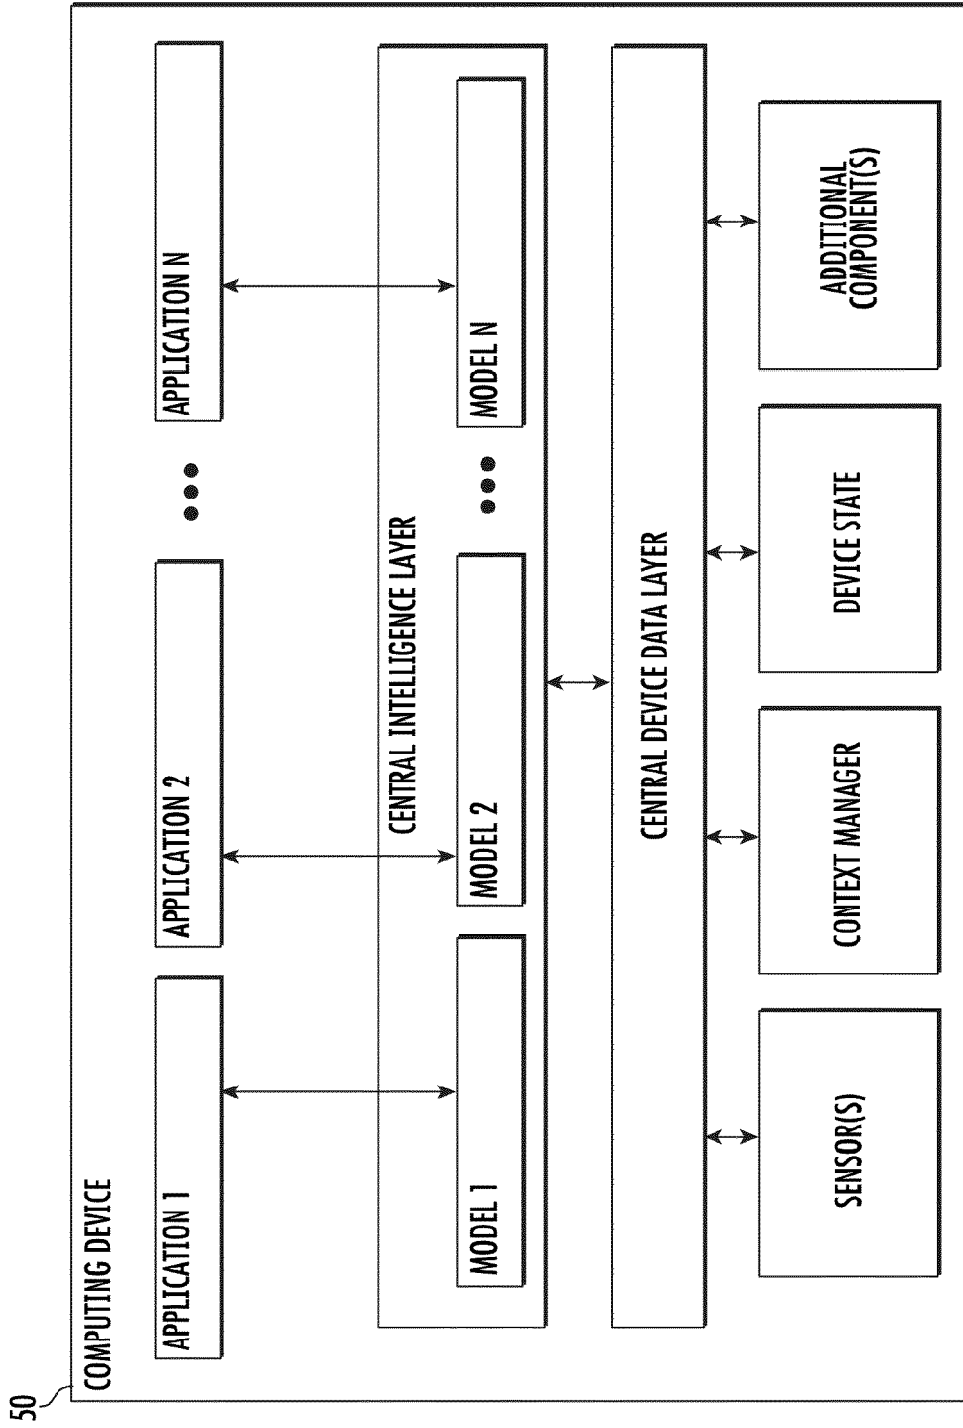 50
COMPUTING DEVICE
APPLICATION 1
APPLICATION 2
APPLICATION N
CENTRAL INTELLIGENCE LAYER
MODEL 1
MODEL 2
MODEL N
CENTRAL DEVICE DATA LAYER
SENSOR(S)
CONTEXT MANAGER
DEVICE STATE
ADDITIONAL
COMPONENT(S)